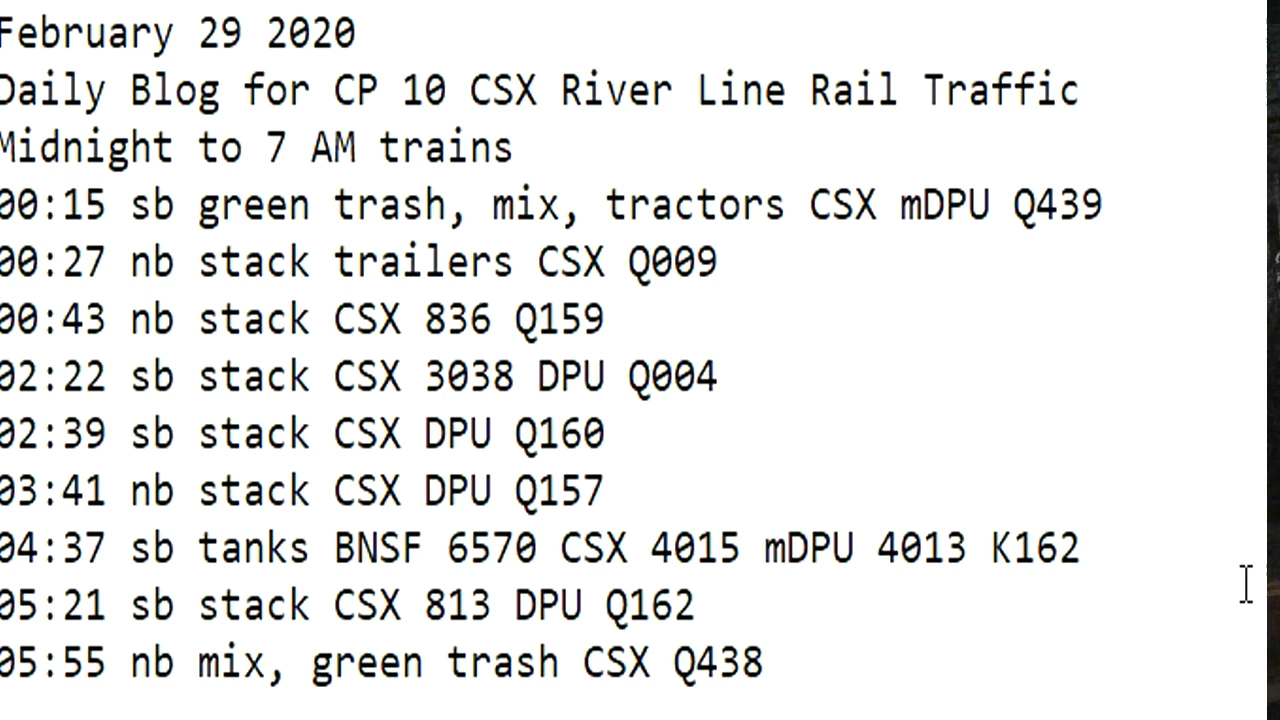 February 29 2020
Daily Blog for CP 10 CSX River Line Rail Traffic
Midnight to 7 AM trains
00:15 sb green trash, mix, tractors CSX mDPU Q439
00:27 nb stack trailers CSX Q009
00:43 nb stack CSX 836 Q159
02:22 sb stack CSX 3038 DPU Q004
02:39 sb stack CSX DPU Q160
03:41 nb stack CSX DPU Q157
04:37 sb tanks BNSF 6570 CSX 4015 mDPU 4013 K162
05:21 sb stack CSX 813 DPU Q162
05:55 nb mix, green trash CSX Q438